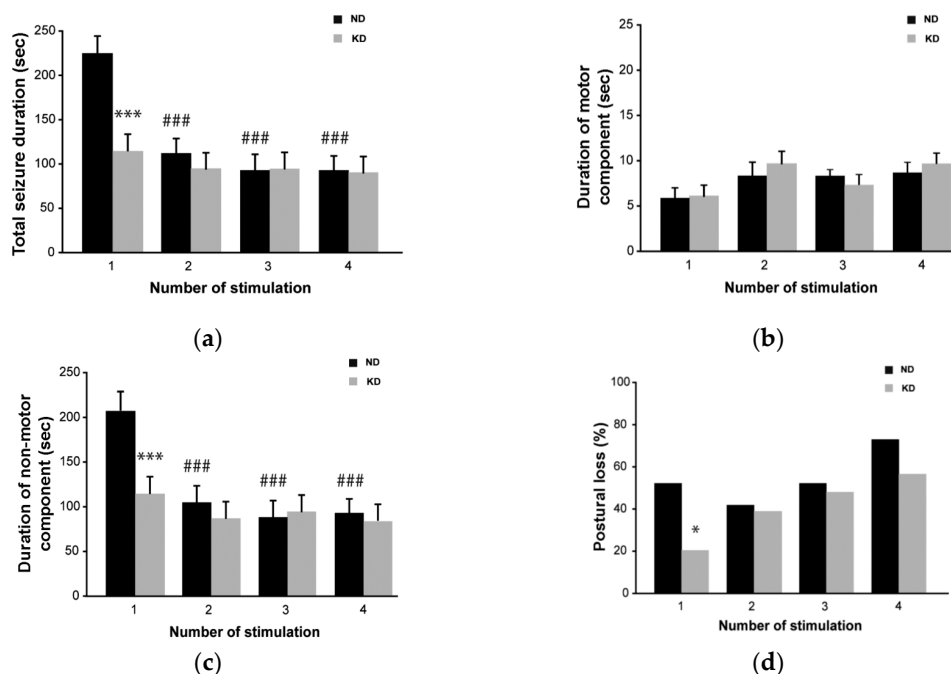 ND
KD
Total seizure duration (sec)
250
200
150
100
50
0
***
###
###
###
1 2 3 4
Number of stimulation
(a)
ND
KD
Duration of motor
component (sec)
25
20
15
10
5
0
1 2 3 4
Number of stimulation
(b)
ND
KD
Duration of non-motor
component (sec)
250
200
150
100
50
0
***
###
###
###
1 2 3 4
Number of stimulation
(c)
ND
KD
Postural loss (%)
100
80
60
40
20
0
*
1 2 3 4
Number of stimulation
(d)